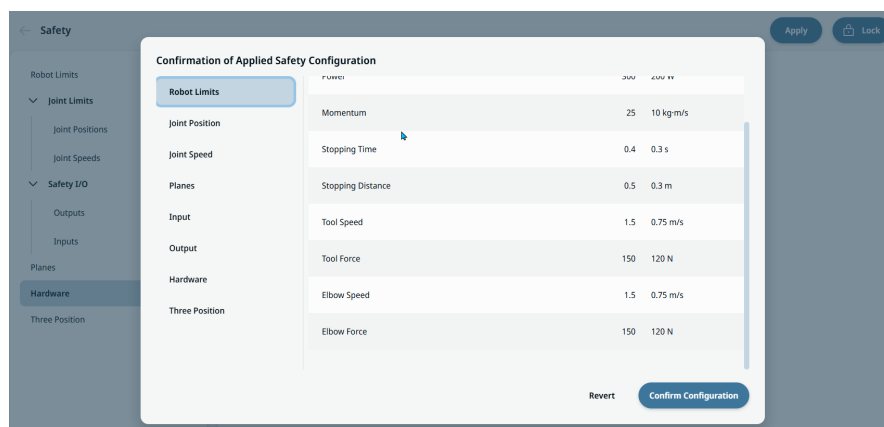 Safety
Apply
Lock
Robot Limits
Joint Limits
Joint Positions
Joint Speeds
Safety I/O
Outputs
Inputs
Planes
Hardware
Three Position
Confirmation of Applied Safety Configuration
Robot Limits
Joint Position
Joint Speed
Planes
Input
Output
Hardware
Three Position
Power 300 200 W
Momentum 25 10 kg·m/s
Stopping Time 0.4 0.3 s
Stopping Distance 0.5 0.3 m
Tool Speed 1.5 0.75 m/s
Tool Force 150 120 N
Elbow Speed 1.5 0.75 m/s
Elbow Force 150 120 N
Revert
Confirm Configuration